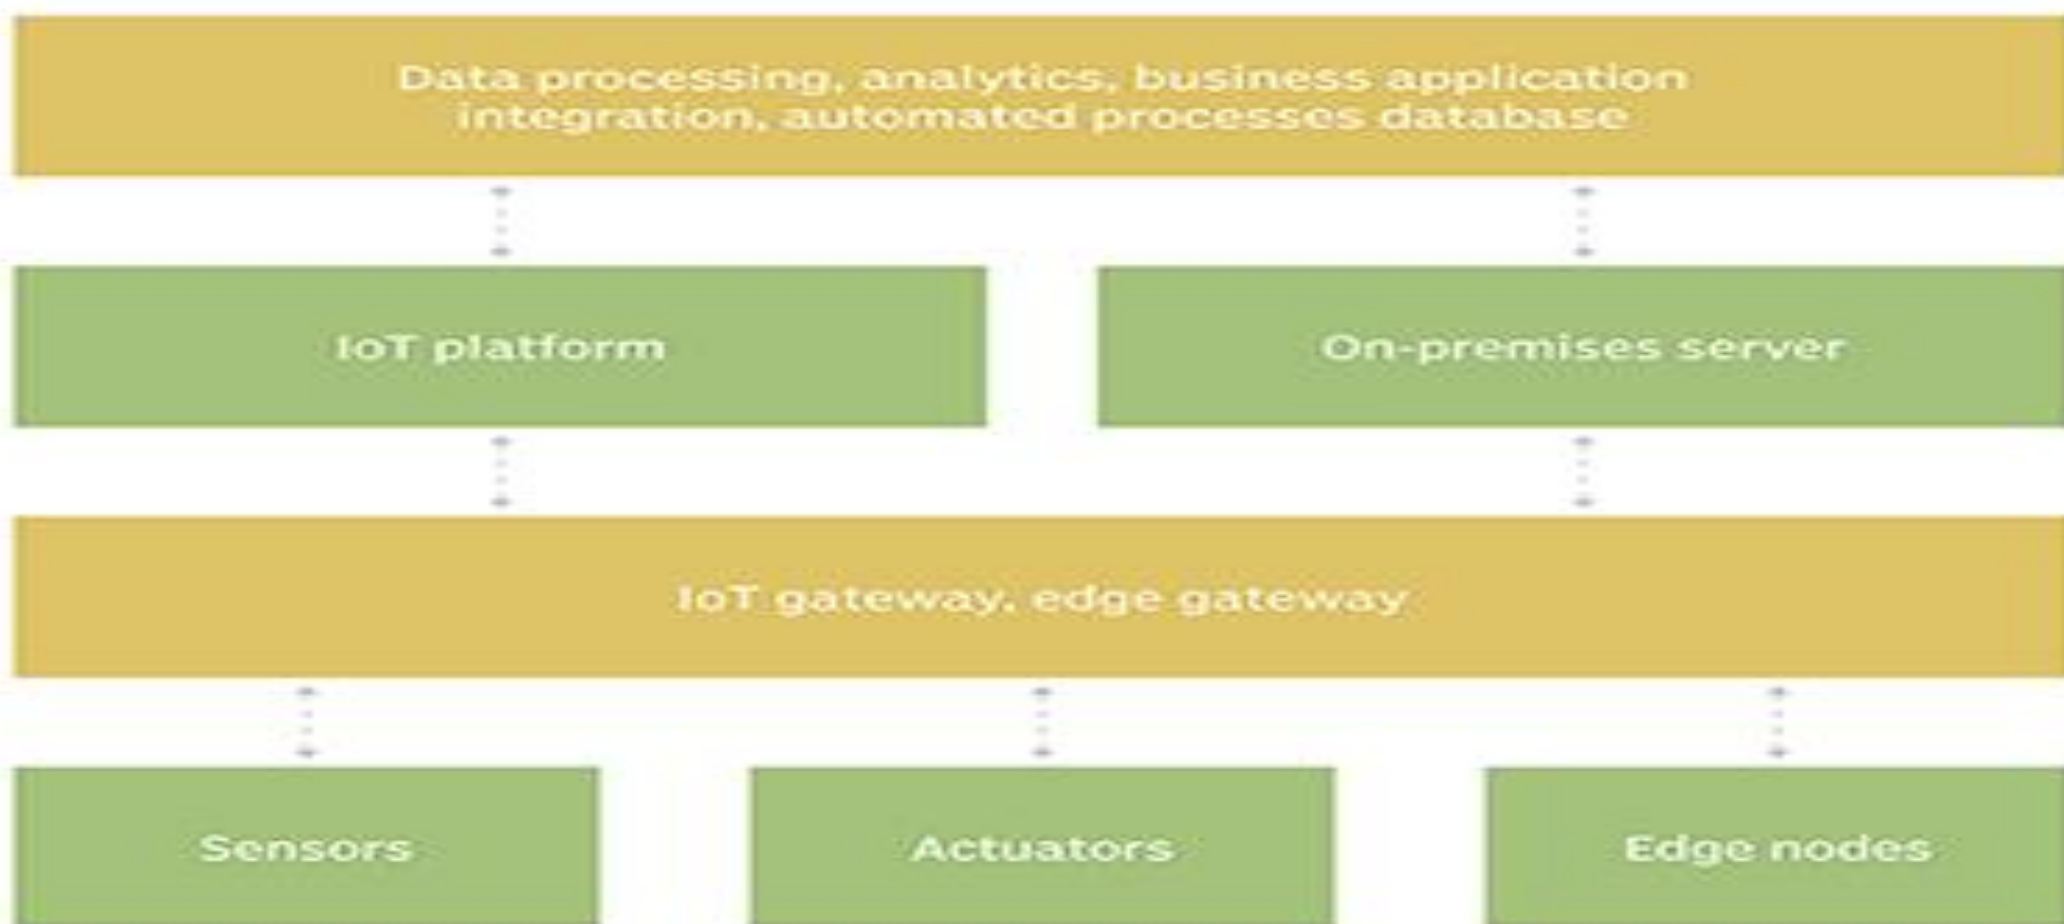 Data processing, analytics, business application
integration, automated processes database
IoT platform
On-premises server
IoT gateway, edge gateway
Sensors
Actuators
Edge nodes